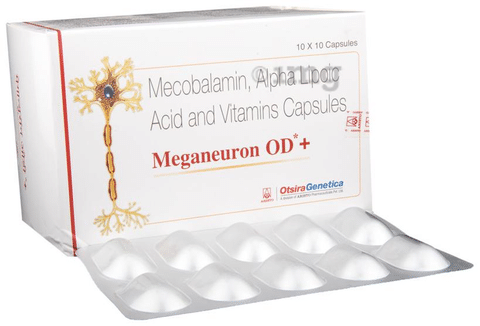 10 X 10 Capsules
Mecobalamin, Alpha Lipoic
Acid and Vitamins Capsules
Meganeuron OD*+
OtsiraGenetica